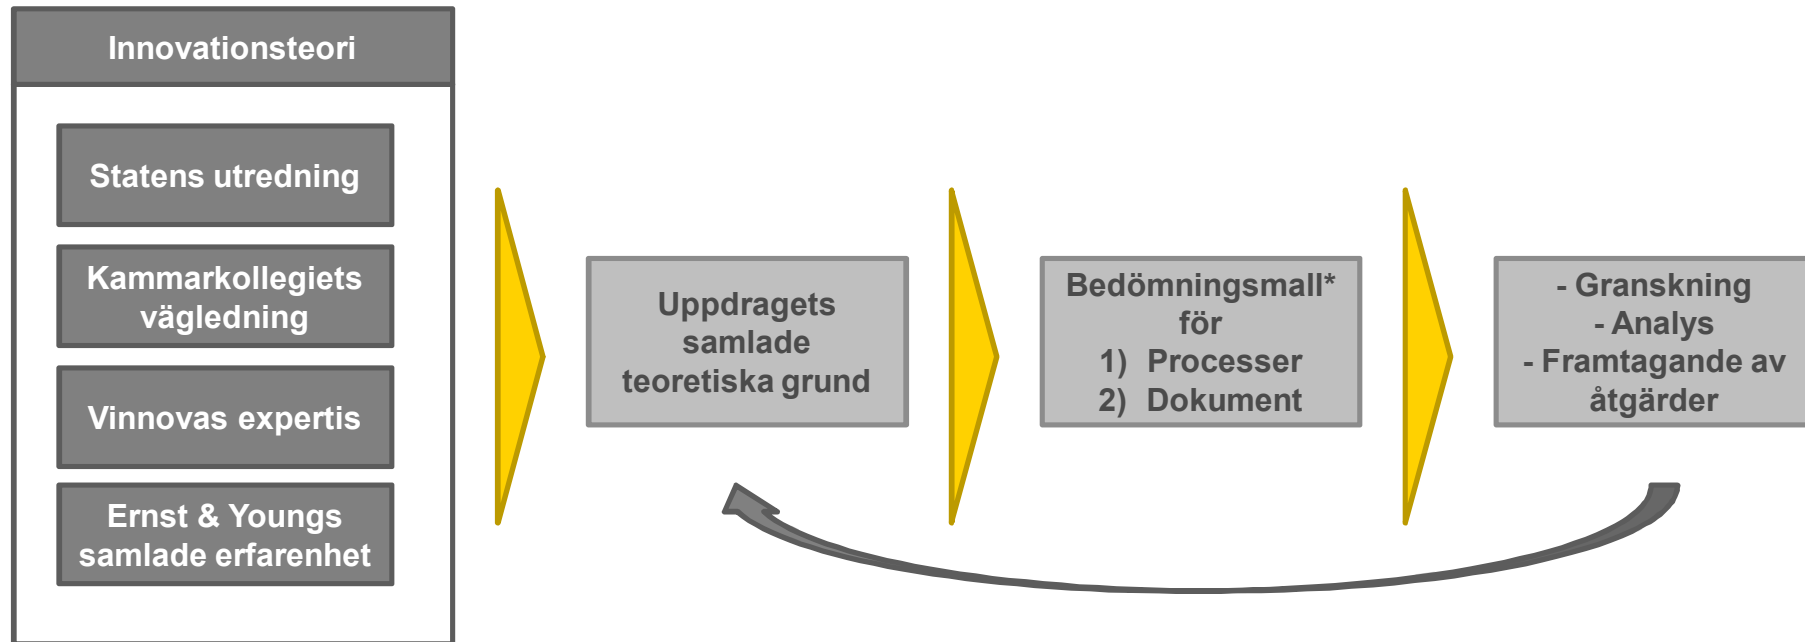 Innovationsteori
Statens utredning
Kammarkollegiets
vägledning
Vinnovas expertis
Ernst & Youngs
samlade erfarenhet
Uppdragets
samlade
teoretiska grund
Bedömningsmall*
för
1) Processer
2) Dokument
- Granskning
- Analys
- Framtagande av
åtgärder